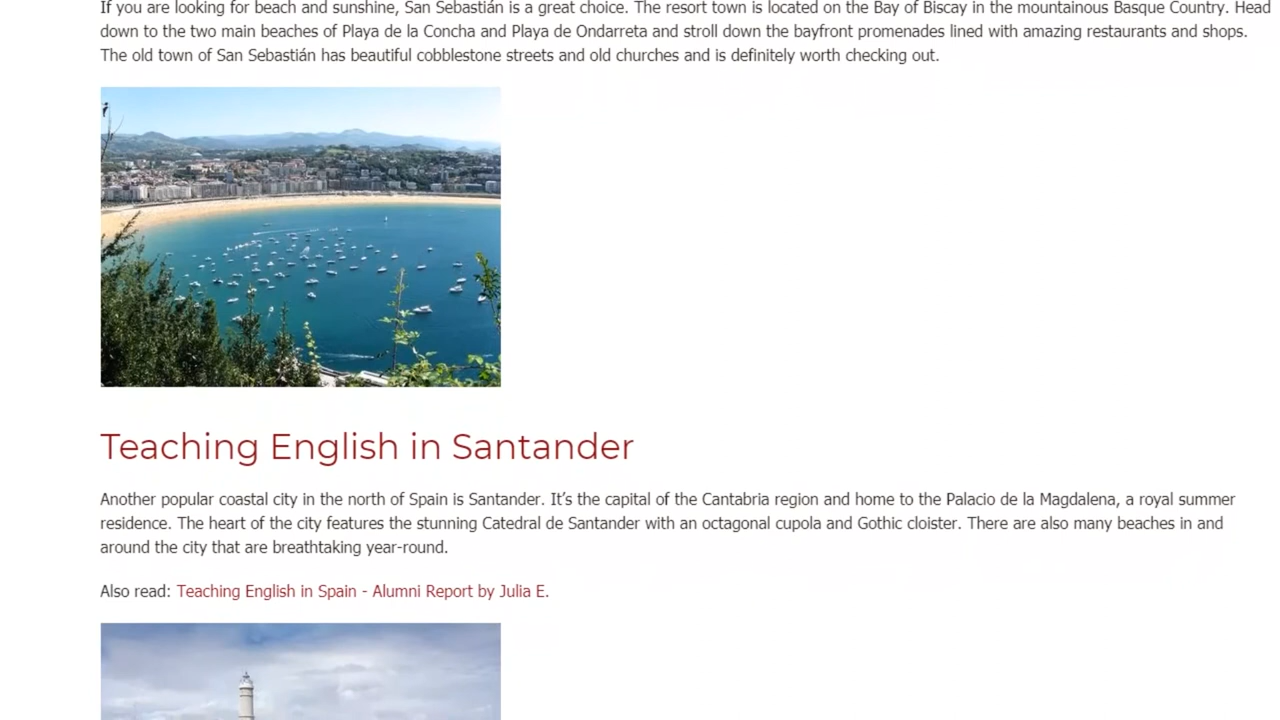 If you are looking for beach and sunshine, San Sebastián is a great choice. The resort town is located on the Bay of Biscay in the mountainous Basque Country. Head
down to the two main beaches of Playa de la Concha and Playa de Ondarreta and stroll down the bayfront promenades lined with amazing restaurants and shops.
The old town of San Sebastián has beautiful cobblestone streets and old churches and is definitely worth checking out.
Teaching English in Santander
Another popular coastal city in the north of Spain is Santander. It’s the capital of the Cantabria region and home to the Palacio de la Magdalena, a royal summer
residence. The heart of the city features the stunning Catedral de Santander with an octagonal cupola and Gothic cloister. There are also many beaches in and
around the city that are breathtaking year-round.
Also read: Teaching English in Spain - Alumni Report by Julia E.